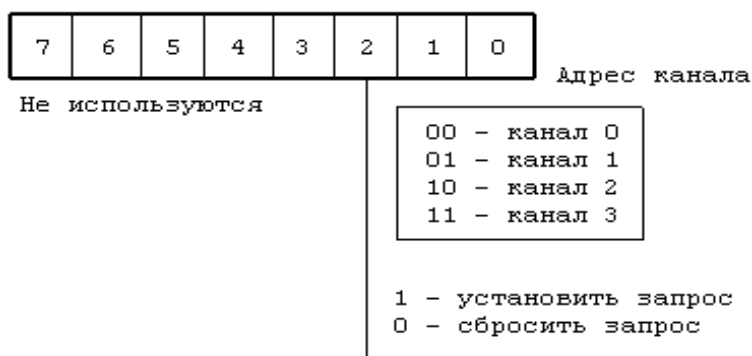 7 6 5 4 3 2 1 0
Адрес канала
Не используются
00 - канал 0
01 - канал 1
10 - канал 2
11 - канал 3
1 - установить запрос
0 - сбросить запрос